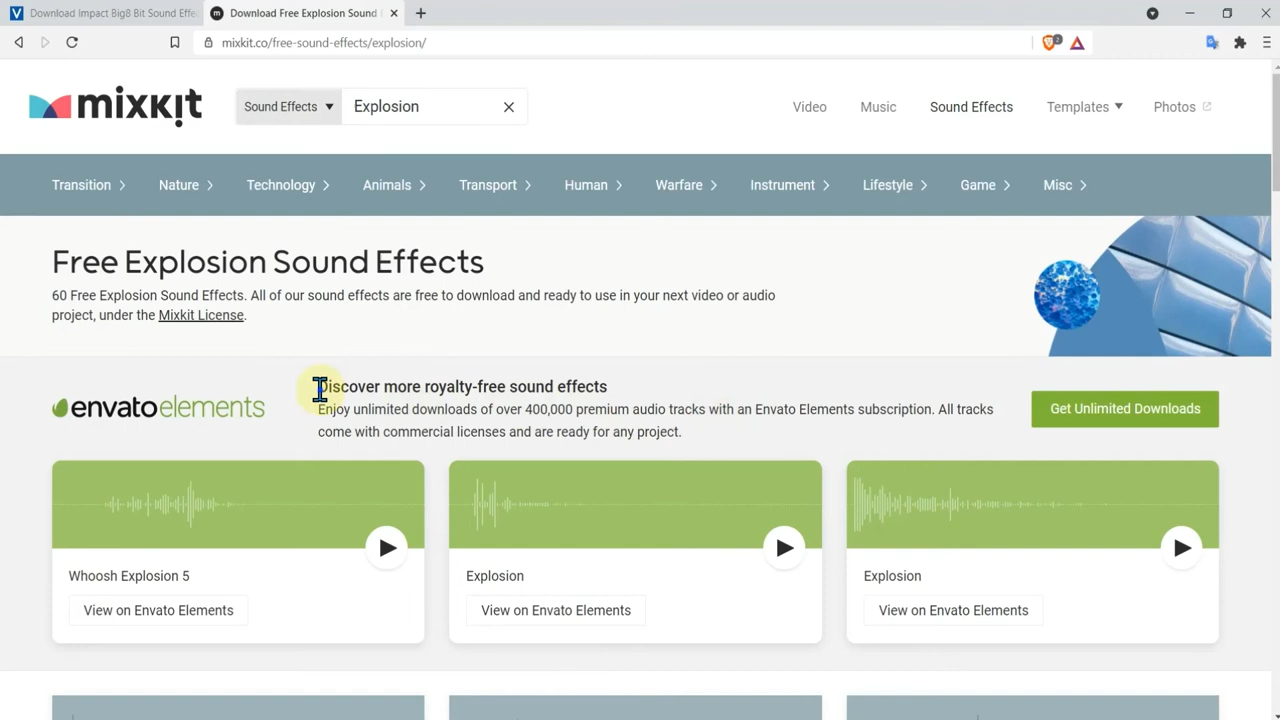 Download Impact Big8 Bit Sound Effe
Download Free Explosion Sound
mixkit.co/free-sound-effects/explosion/
2
mixkit
Sound Effects
Explosion
Video
Music
Sound Effects
Templates
Photos
Transition
Nature
Technology
Animals
Transport
Human
Warfare
Instrument
Lifestyle
Game
Misc
Free Explosion Sound Effects
60 Free Explosion Sound Effects. All of our sound effects are free to download and ready to use in your next video or audio
project, under the Mixkit License.
envato elements
Discover more royalty-free sound effects
Enjoy unlimited downloads of over 400,000 premium audio tracks with an Envato Elements subscription. All tracks
come with commercial licenses and are ready for any project.
Get Unlimited Downloads
Whoosh Explosion 5
Explosion
Explosion
View on Envato Elements
View on Envato Elements
View on Envato Elements